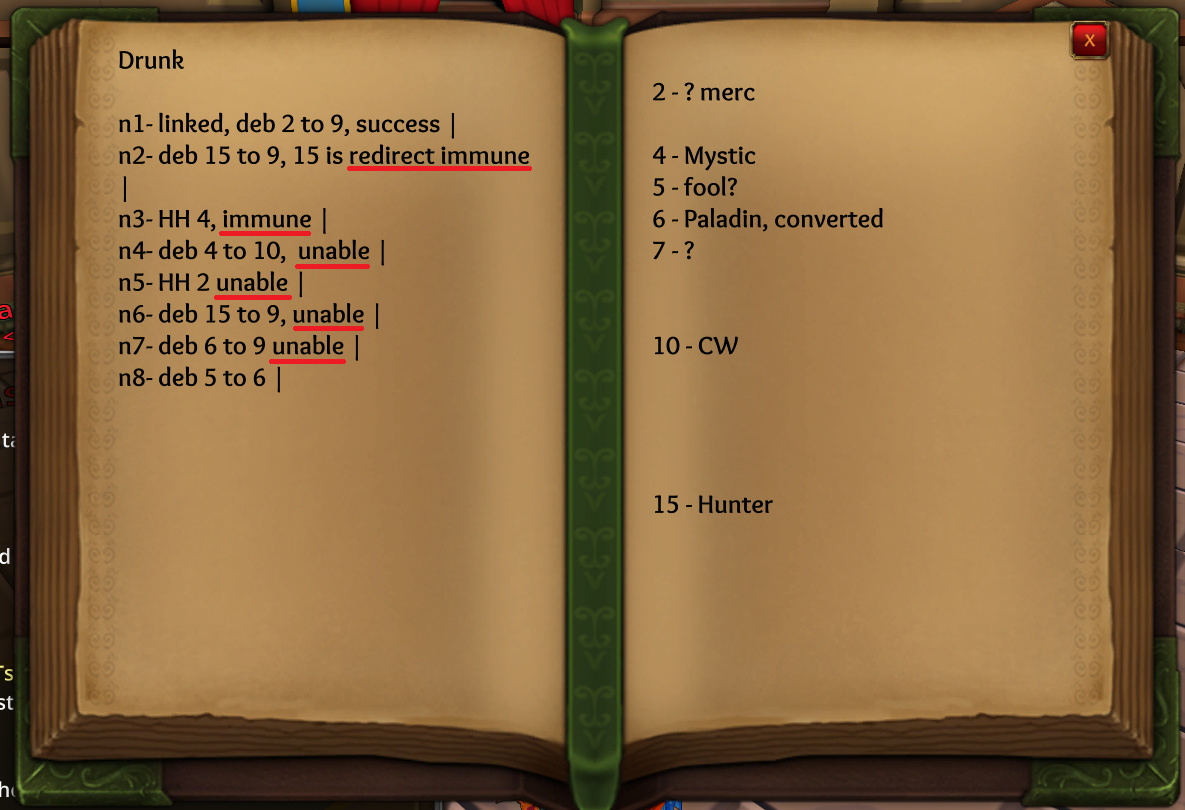 Drunk
n1- linked, deb 2 to 9, success |
n2- deb 15 to 9, 15 is redirect immune
|
n3- HH 4, immune |
n4- deb 4 to 10, unable |
n5- HH 2 unable |
n6- deb 15 to 9, unable |
n7- deb 6 to 9 unable |
n8- deb 5 to 6 |
X
2 - ? merc
4 - Mystic
5 - fool?
6 - Paladin, converted
7 - ?
10 - CW
15 - Hunter